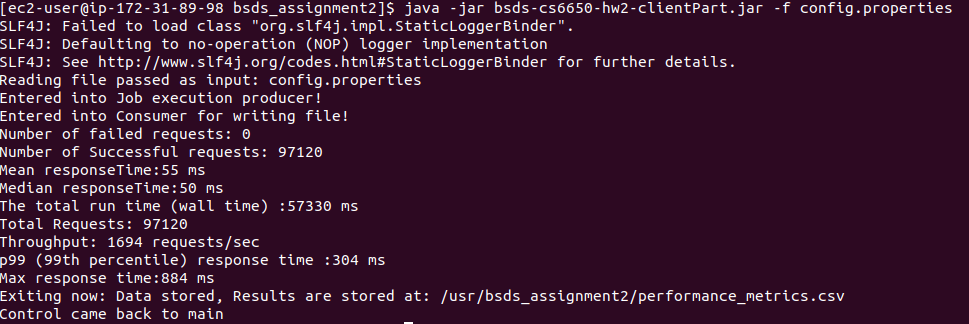 [ec2-user@ip-172-31-89-98 bsds_assignment2]$ java -jar bsds-cs6650-hw2-clientPart.jar -f config.properties
SLF4J: Failed to load class "org.slf4j.impl.StaticLoggerBinder".
SLF4J: Defaulting to no-operation (NOP) logger implementation
SLF4J: See http://www.slf4j.org/codes.html#StaticLoggerBinder for further details.
Reading file passed as input: config.properties
Entered into Job execution producer!
Entered into Consumer for writing file!
Number of failed requests: 0
Number of Successful requests: 97120
Mean responseTime:55 ms
Median responseTime:50 ms
The total run time (wall time) :57330 ms
Total Requests: 97120
Throughput: 1694 requests/sec
p99 (99th percentile) response time :304 ms
Max response time:884 ms
Exiting now: Data stored, Results are stored at: /usr/bsds_assignment2/performance_metrics.csv
Control came back to main